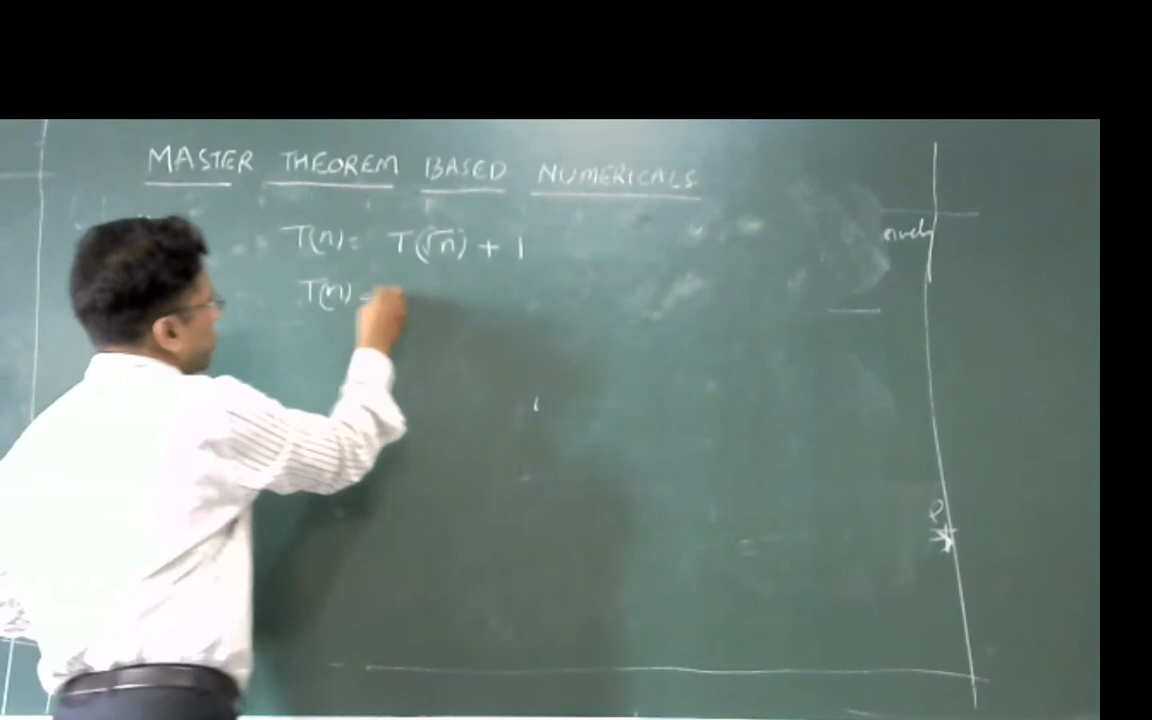 MASTER THEOREM BASED NUMERICALS
T(n) = T(√n) + 1
T(n) =
P